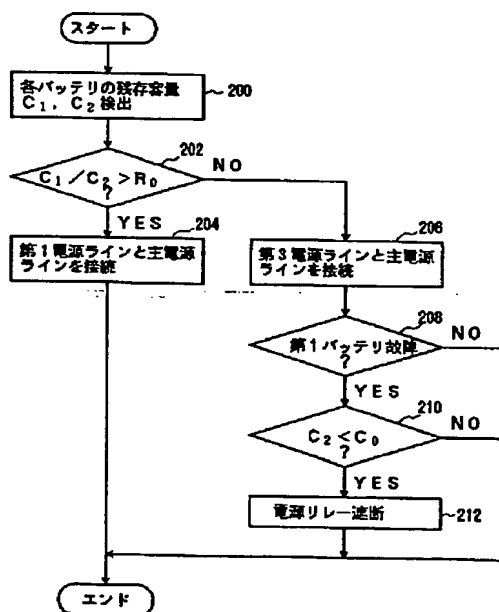 スタート
各バッテリの残存容量
C₁, C₂ 検出
200
C₁／C₂＞R₀
?
202
NO
YES
204
第1電源ラインと主電源
ラインを接続
206
第3電源ラインと主電源
ラインを接続
208
第1バッテリ故障
?
NO
YES
210
C₂＜C₀
?
NO
YES
電源リレー遮断
212
エンド